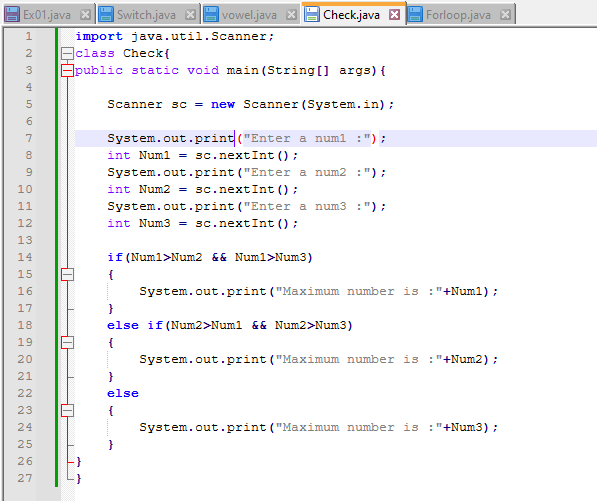 Ex01.java Switch.java vowel.java Check.java Forloop.java
1 import java.util.Scanner;
2 class Check{
3 public static void main(String[] args){
4
5 Scanner sc = new Scanner(System.in);
6
7 System.out.print("Enter a num1 :");
8 int Num1 = sc.nextInt();
9 System.out.print("Enter a num2 :");
10 int Num2 = sc.nextInt();
11 System.out.print("Enter a num3 :");
12 int Num3 = sc.nextInt();
13
14 if(Num1>Num2 && Num1>Num3)
15 {
16 System.out.print("Maximum number is :"+Num1);
17 }
18 else if(Num2>Num1 && Num2>Num3)
19 {
20 System.out.print("Maximum number is :"+Num2);
21 }
22 else
23 {
24 System.out.print("Maximum number is :"+Num3);
25 }
26 }
27 }